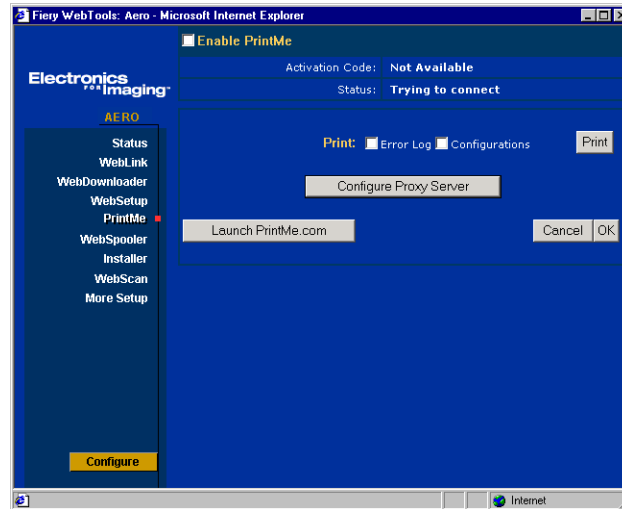 Fiery WebTools: Aero - Microsoft Internet Explorer
Enable PrintMe
Activation Code: Not Available
Status: Trying to connect
Electronics
FOR Imaging
AERO
Status
WebLink
WebDownloader
WebSetup
PrintMe
WebSpooler
Installer
WebScan
More Setup
Configure
Print: Error Log Configurations Print
Configure Proxy Server
Launch PrintMe.com Cancel OK
Internet